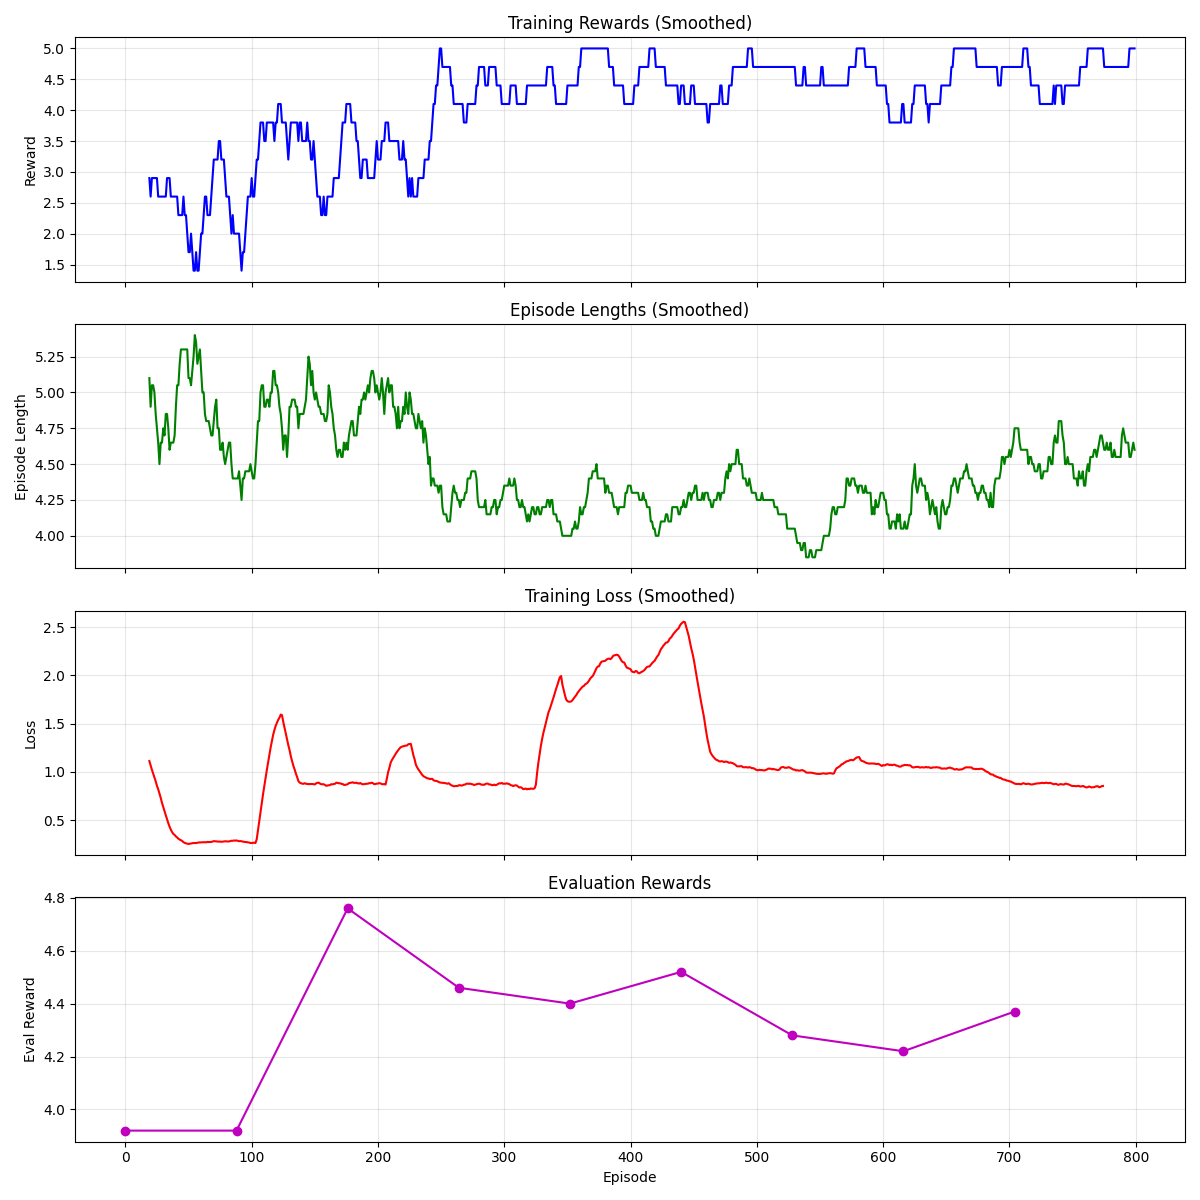 Training Rewards (Smoothed)
5.0
4.5
4.0
3.5
3.0
2.5
2.0
1.5
Reward
Episode Lengths (Smoothed)
5.25
5.00
4.75
4.50
4.25
4.00
Episode Length
Training Loss (Smoothed)
2.5
2.0
1.5
1.0
0.5
Loss
Evaluation Rewards
4.8
4.6
4.4
4.2
4.0
Eval Reward
0 100 200 300 400 500 600 700 800
Episode